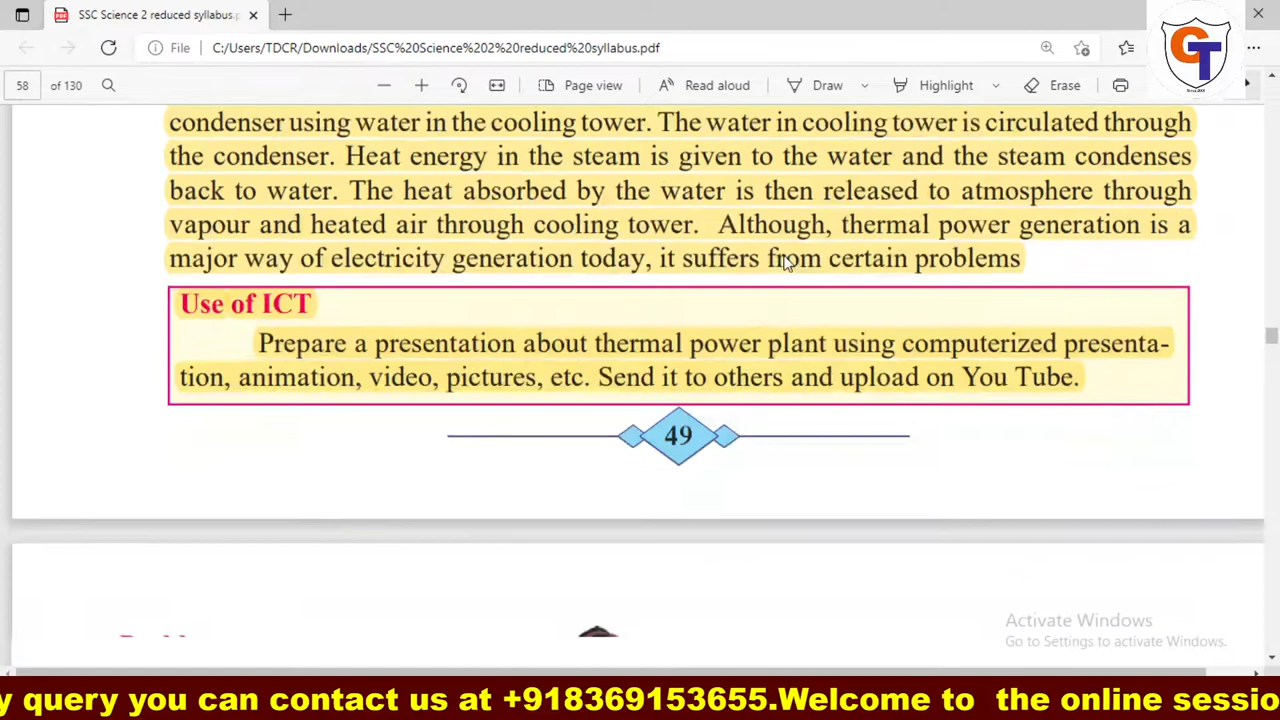 SSC Science 2 reduced syllabus.p
GT
File C:/Users/TDCR/Downloads/SSC%20Science%202%20reduced%20syllabus.pdf
58 of 130 Page view Read aloud Draw Highlight Erase
condenser using water in the cooling tower. The water in cooling tower is circulated through
the condenser. Heat energy in the steam is given to the water and the steam condenses
back to water. The heat absorbed by the water is then released to atmosphere through
vapour and heated air through cooling tower. Although, thermal power generation is a
major way of electricity generation today, it suffers from certain problems
Use of ICT
Prepare a presentation about thermal power plant using computerized presenta-
tion, animation, video, pictures, etc. Send it to others and upload on You Tube.
49
Activate Windows
Go to Settings to activate Windows.
y query you can contact us at +918369153655.Welcome to the online sessio